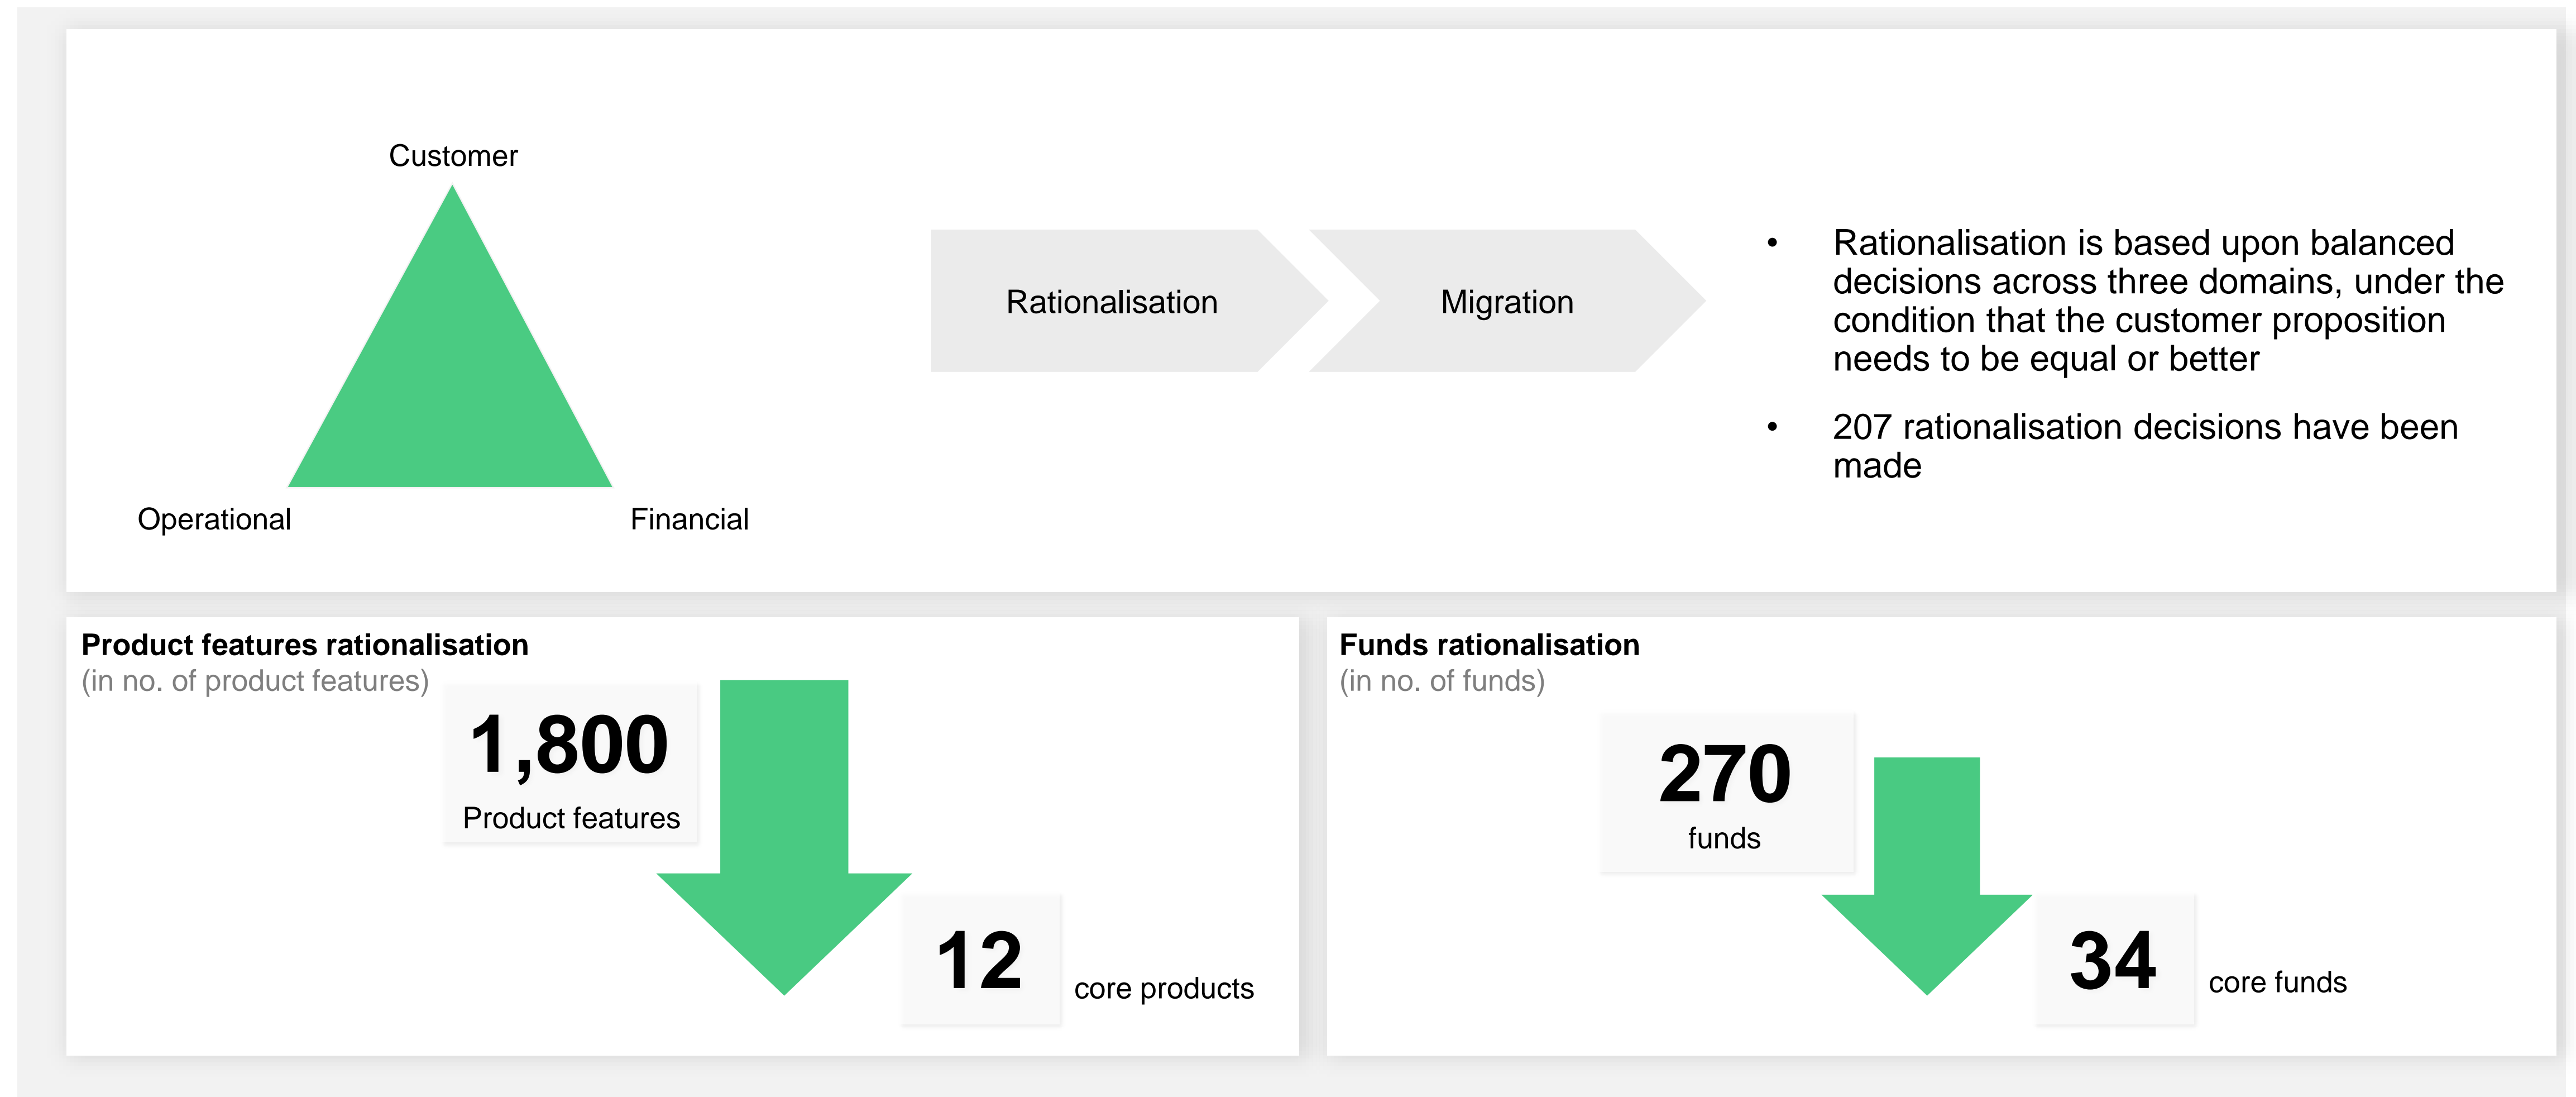 Customer
Operational
Financial
Rationalisation
Migration
• Rationalisation is based upon balanced
decisions across three domains, under the
condition that the customer proposition
needs to be equal or better
• 207 rationalisation decisions have been
made
Product features rationalisation
(in no. of product features)
1,800
Product features
12
core products
Funds rationalisation
(in no. of funds)
270
funds
34
core funds